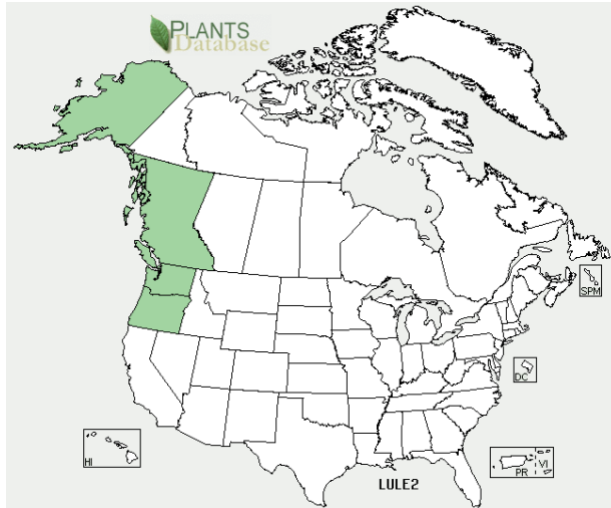 PLANTS
Database
SPM
DC
HI
PR
VI
LULE2